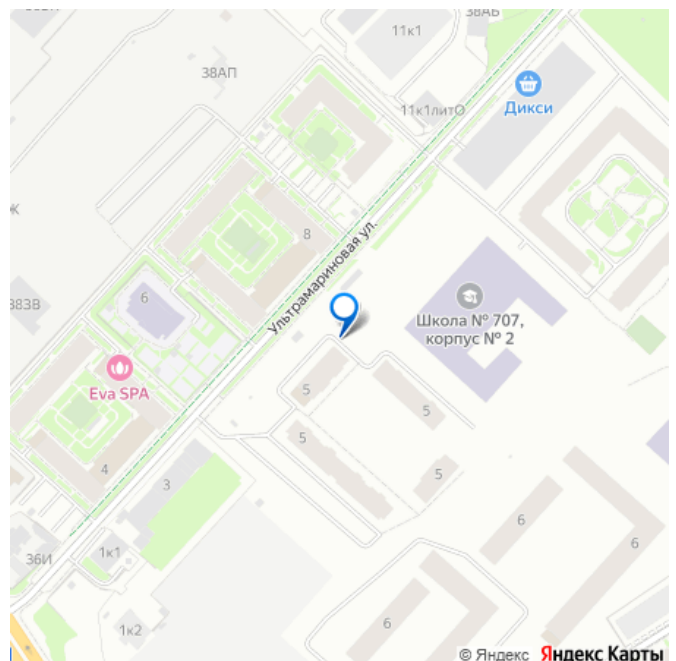 38АБ
11к1
38АП
Дикси
11к1литО
8
Ультрамариновая ул.
383В
6
Школа № 707,
корпус № 2
Eva SPA
5
5
5
4
5
3
6
6
36И
1к1
6
1к2
© Яндекс Яндекс Карты